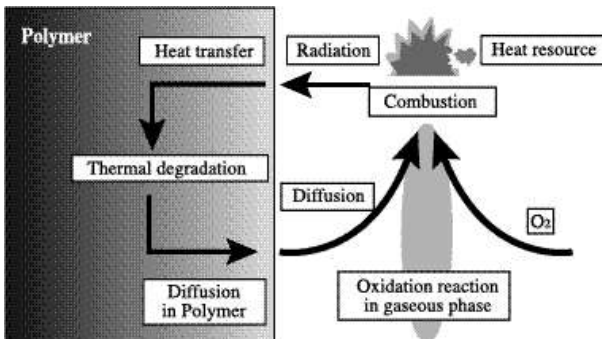 Polymer
Heat transfer
Radiation
Heat resource
Combustion
Thermal degradation
Diffusion
O₂
Diffusion
in Polymer
Oxidation reaction
in gaseous phase